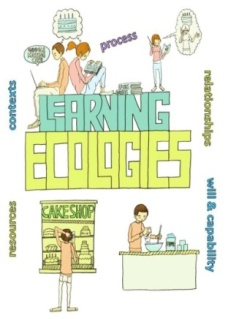 process
contexts
relationships
LEARNING
ECOLOGIES
resources
will & capability
CAKE SHOP